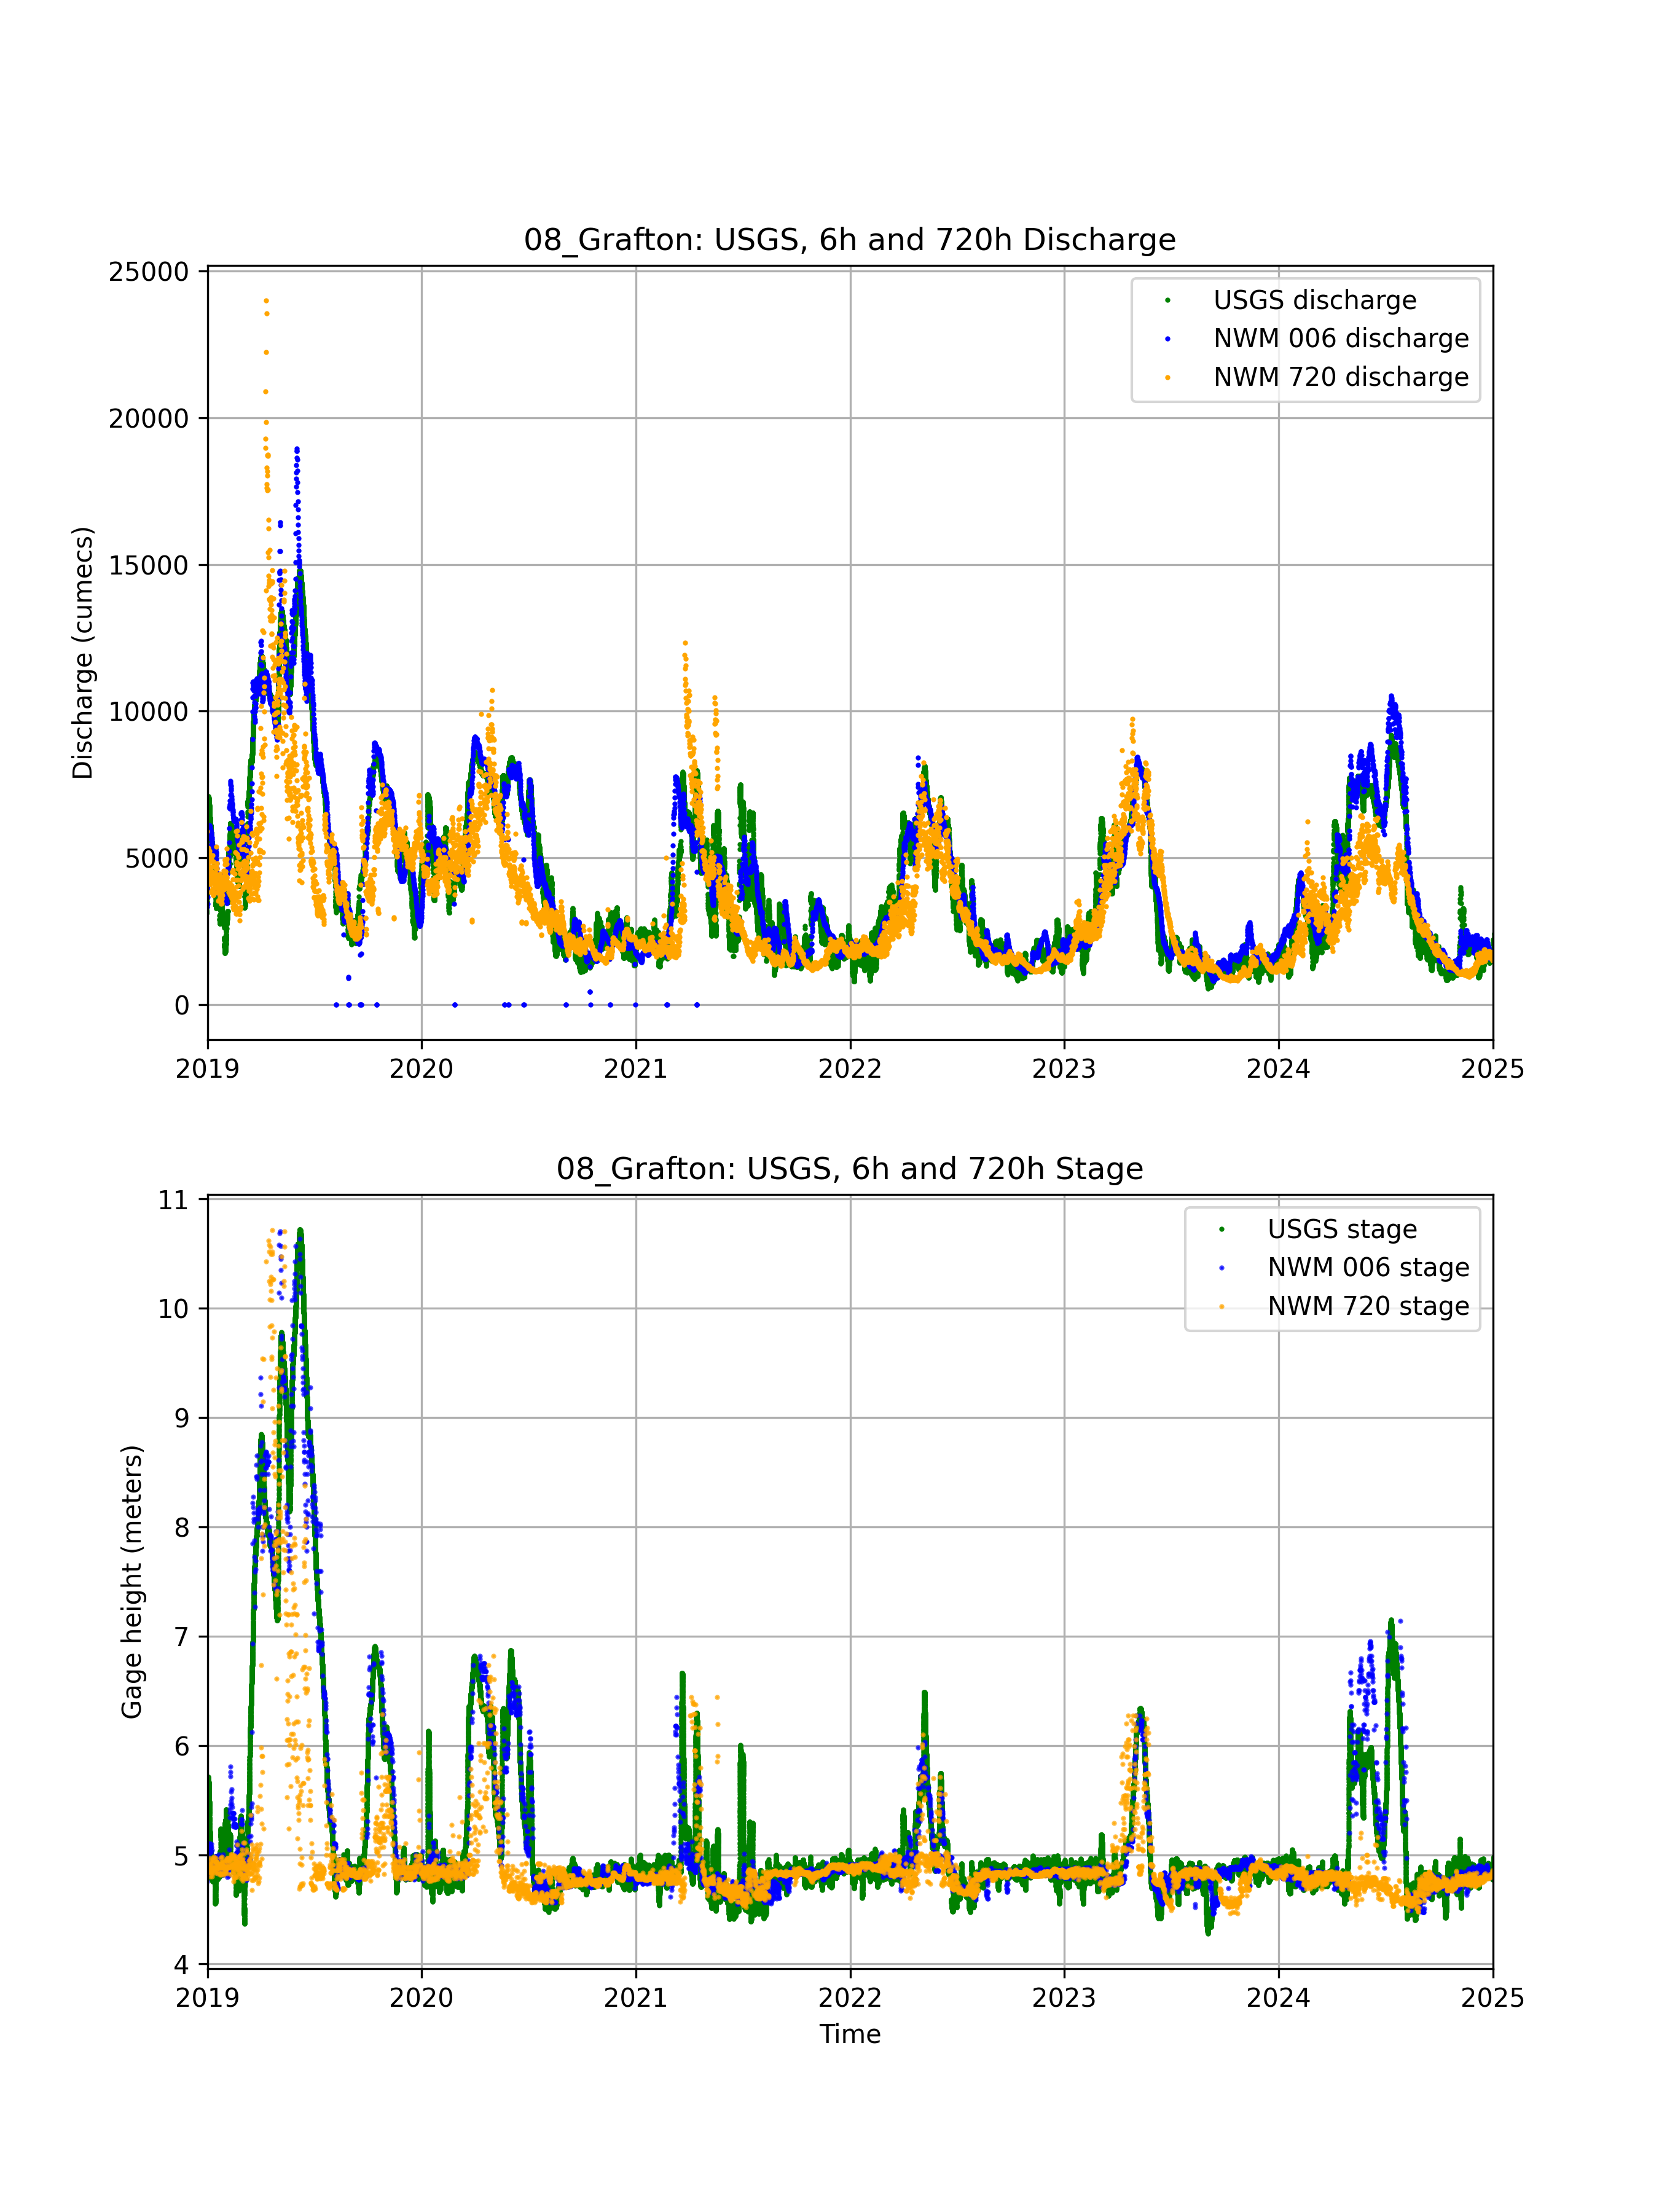 08_Grafton: USGS, 6h and 720h Discharge
25000
20000
15000
10000
5000
0
Discharge (cumecs)
USGS discharge
NWM 006 discharge
NWM 720 discharge
2019 2020 2021 2022 2023 2024 2025
08_Grafton: USGS, 6h and 720h Stage
11
10
9
8
7
6
5
4
Gage height (meters)
USGS stage
NWM 006 stage
NWM 720 stage
2019 2020 2021 2022 2023 2024 2025
Time